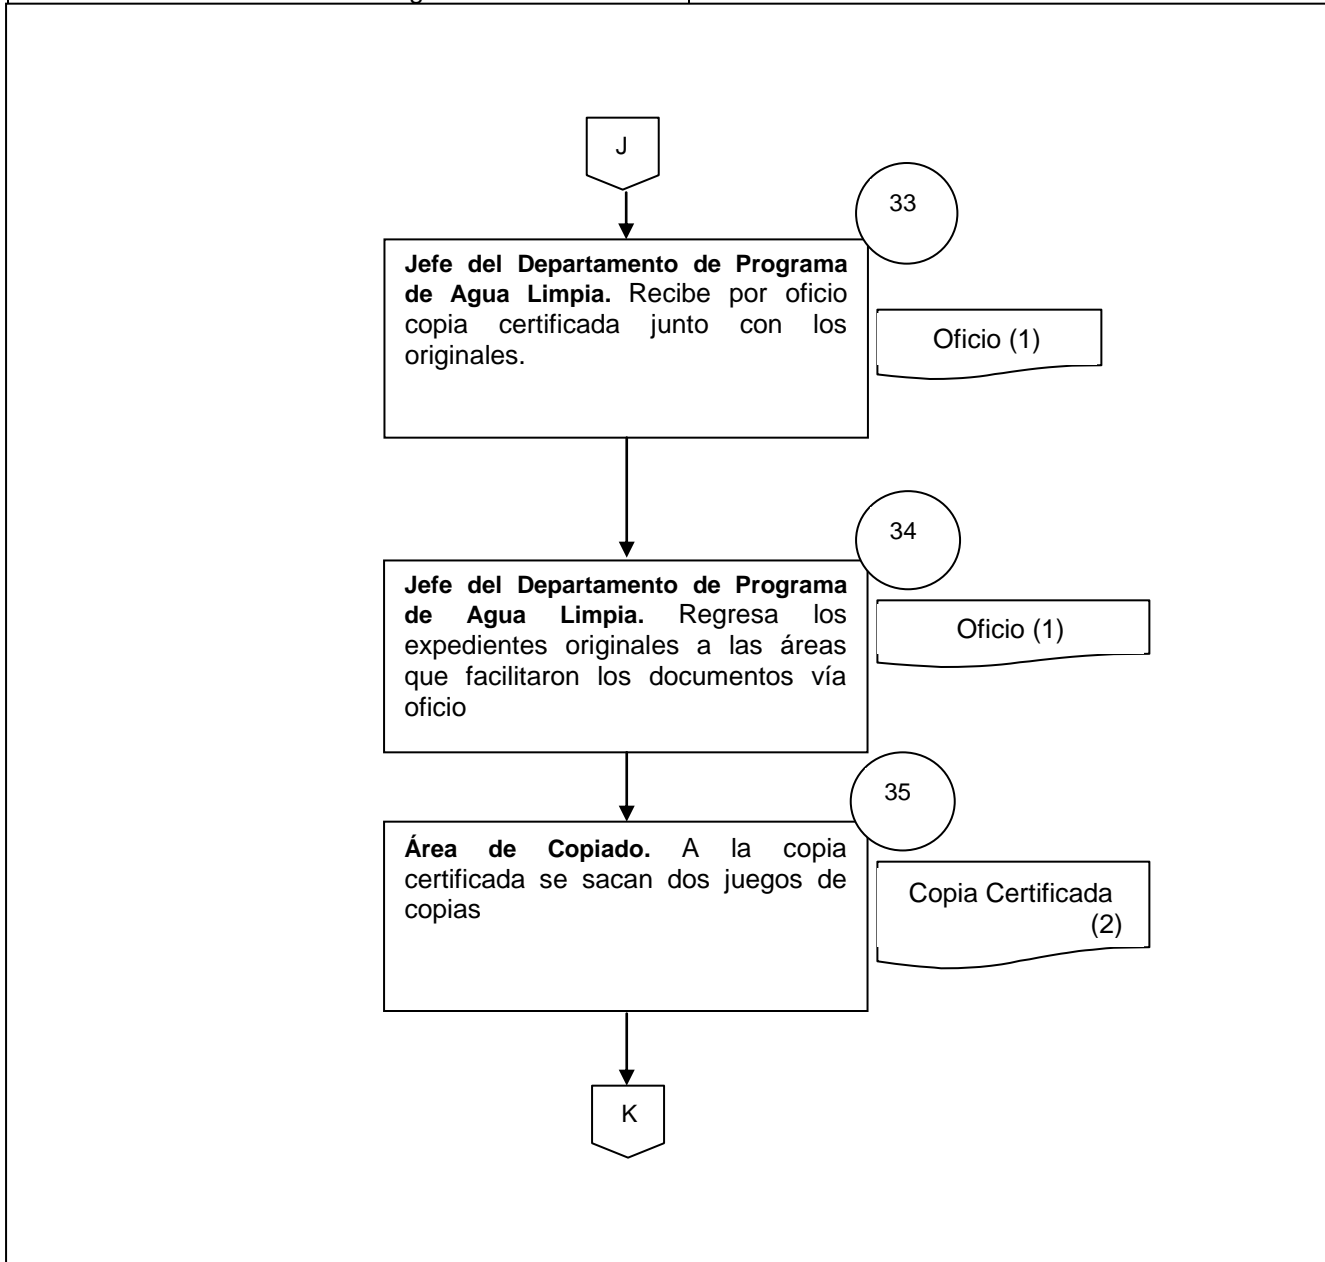 J
33
Jefe del Departamento de Programa
de Agua Limpia. Recibe por oficio
copia certificada junto con los
originales.
Oficio (1)
34
Jefe del Departamento de Programa
de Agua Limpia. Regresa los
expedientes originales a las áreas
que facilitaron los documentos vía
oficio
Oficio (1)
35
Área de Copiado. A la copia
certificada se sacan dos juegos de
copias
Copia Certificada
(2)
K